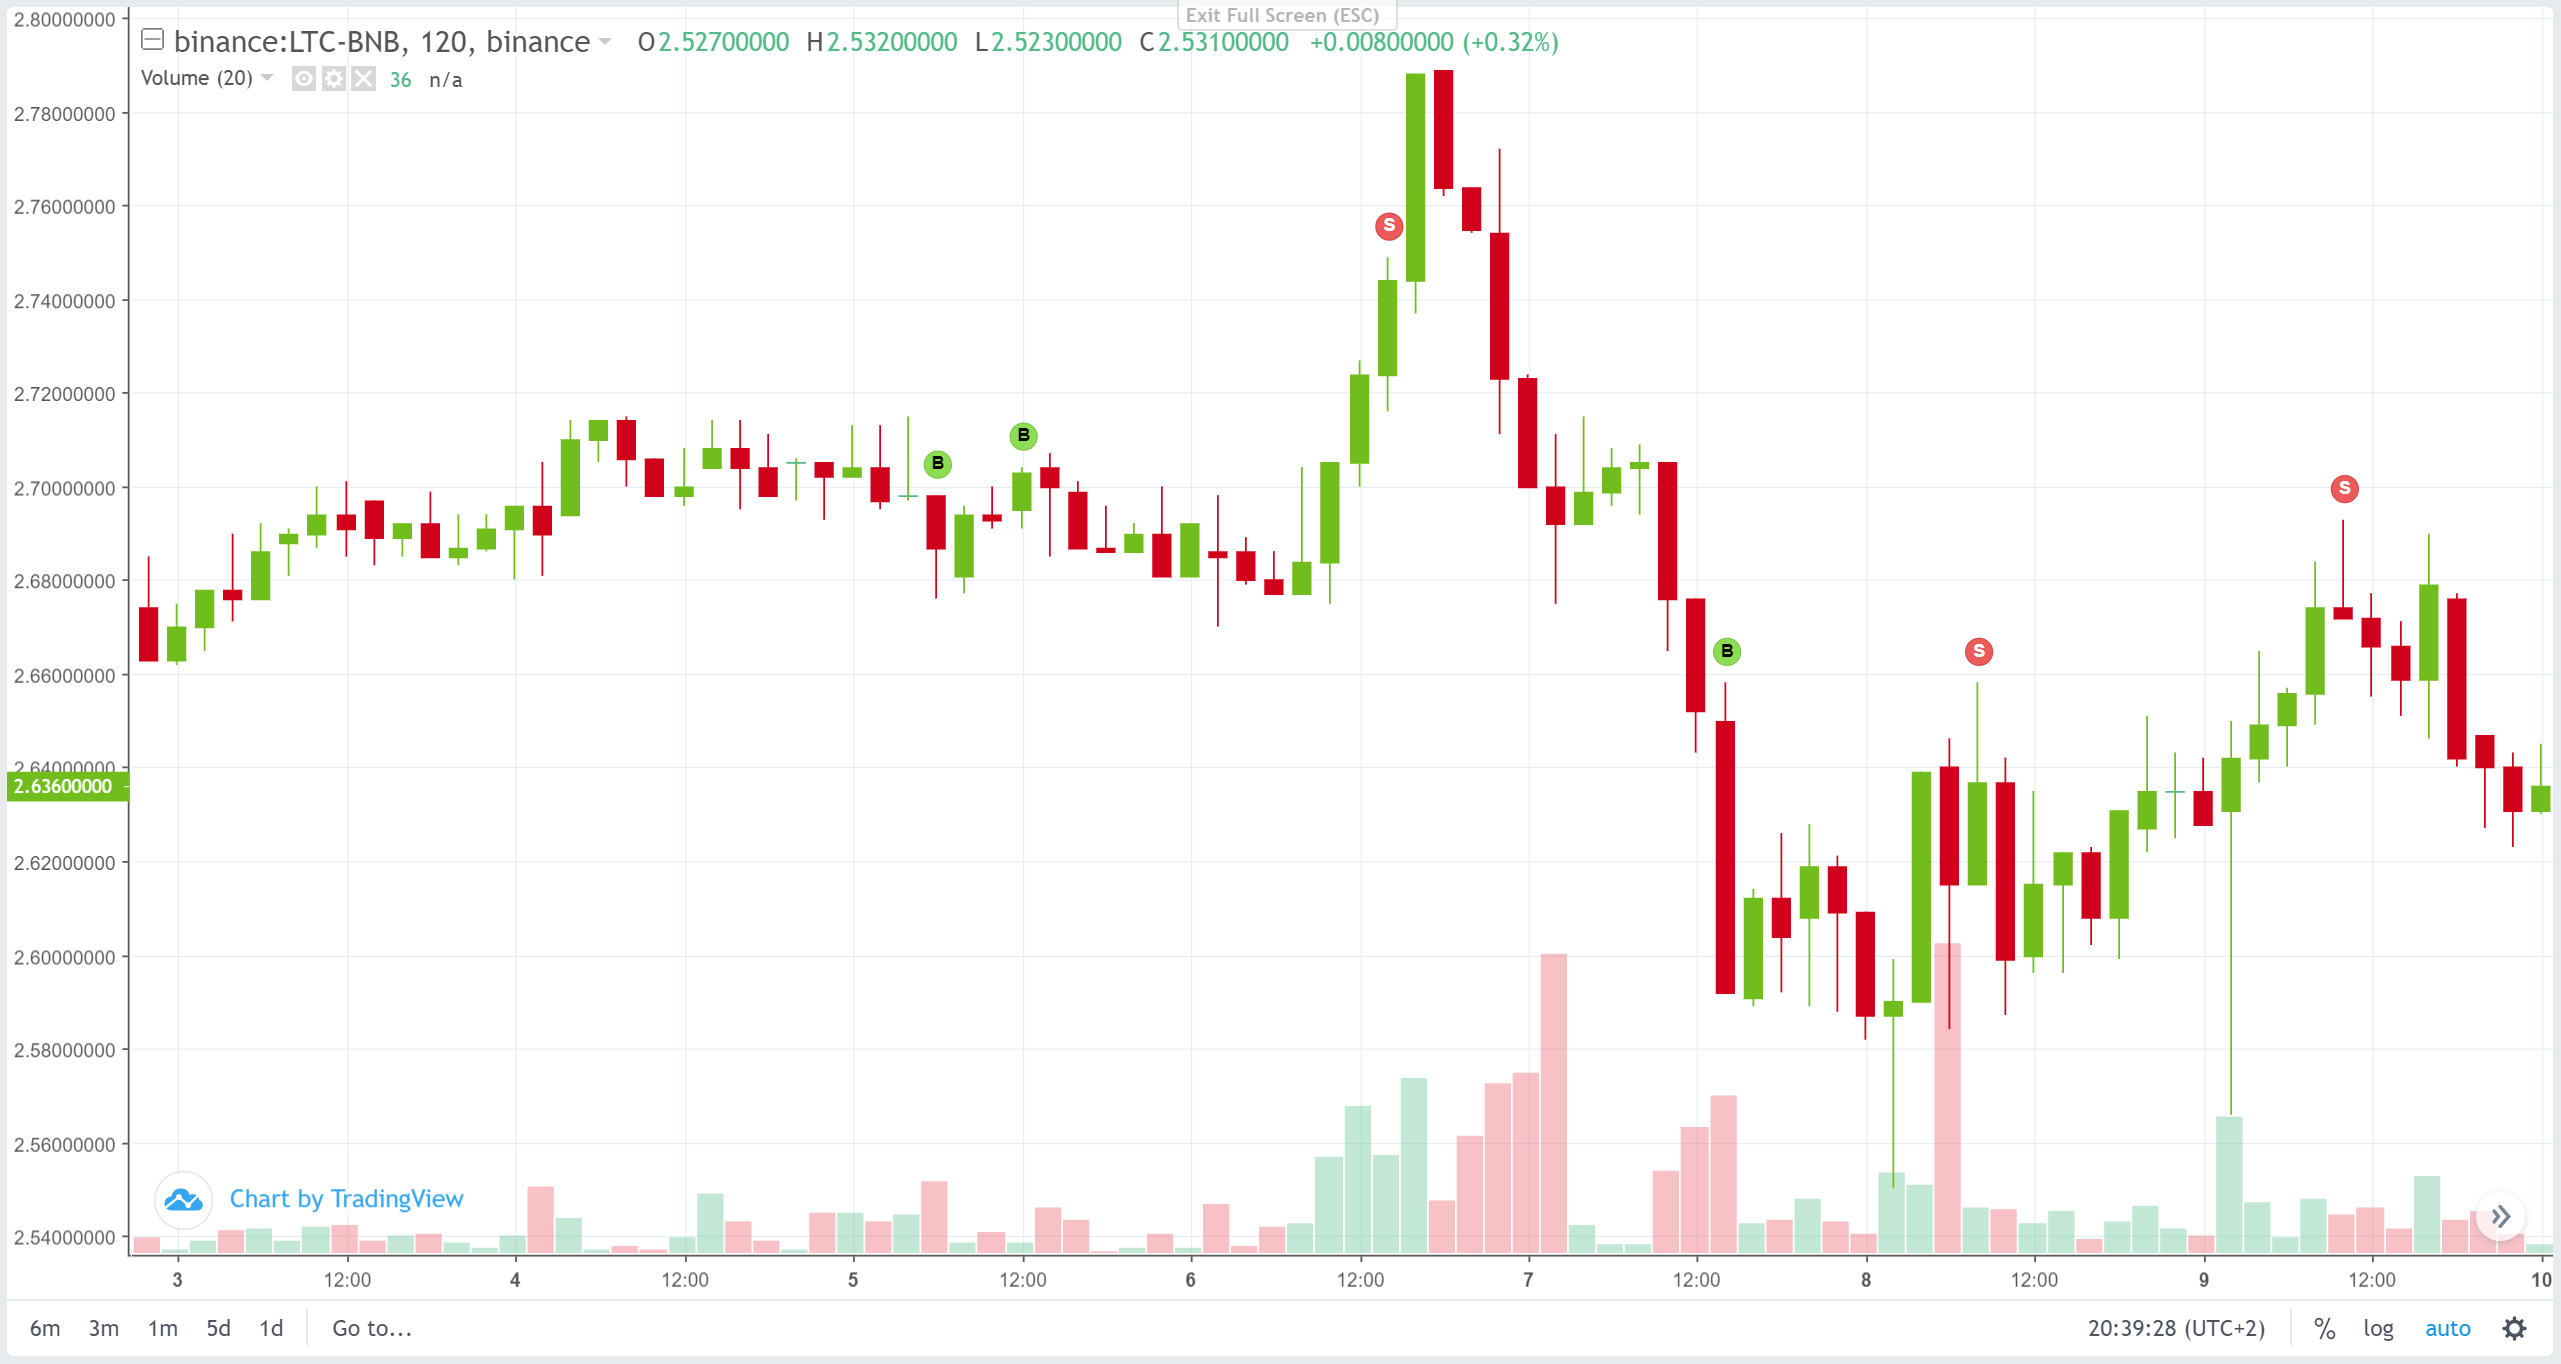 Exit Full Screen (ESC)
binance:LTC-BNB, 120, binance O2.52700000 H2.53200000 L2.52300000 C2.53100000 +0.00800000 (+0.32%)
Volume (20) 36 n/a
2.80000000
2.78000000
2.76000000
2.74000000
2.72000000
2.70000000
2.68000000
2.66000000
2.64000000
2.63600000
2.62000000
2.60000000
2.58000000
2.56000000
2.54000000
S
B
B
S
B
S
Chart by TradingView
3 12:00 4 12:00 5 12:00 6 12:00 7 12:00 8 12:00 9 12:00 10
6m 3m 1m 5d 1d Go to... 20:39:28 (UTC+2) % log auto